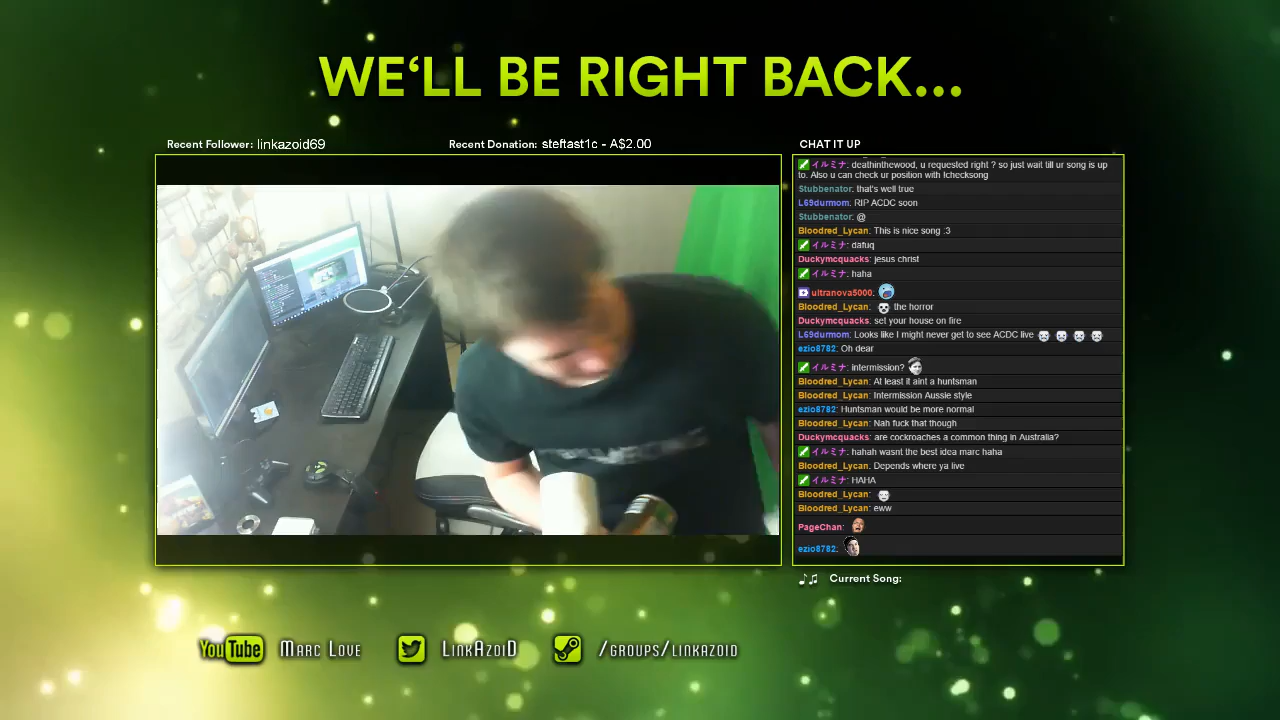 WE‘LL BE RIGHT BACK...
Recent Follower: linkazoid69
Recent Donation: steftast1c - A$2.00
CHAT IT UP
イルミナ: deathinthewood, u requested right ? so just wait till ur song is up
to. Also u can check ur position with !checksong
Stubbenator: that's well true
L69durmom: RIP ACDC soon
Stubbenator: @
Bloodred_Lycan: This is nice song :3
イルミナ: dafuq
Duckymcquacks: jesus christ
イルミナ: haha
ultranova5000:
Bloodred_Lycan: the horror
Duckymcquacks: set your house on fire
L69durmom: Looks like I might never get to see ACDC live
ezio8782: Oh dear
イルミナ: intermission?
Bloodred_Lycan: At least it aint a huntsman
Bloodred_Lycan: Intermission Aussie style
ezio8782: Huntsman would be more normal
Bloodred_Lycan: Nah fuck that though
Duckymcquacks: are cockroaches a common thing in Australia?
イルミナ: hahah wasnt the best idea marc haha
Bloodred_Lycan: Depends where ya live
イルミナ: HAHA
Bloodred_Lycan:
Bloodred_Lycan: eww
PageChan:
ezio8782:
Current Song:
YouTube Marc Love
LinkAzoiD
/groups/linkazoid